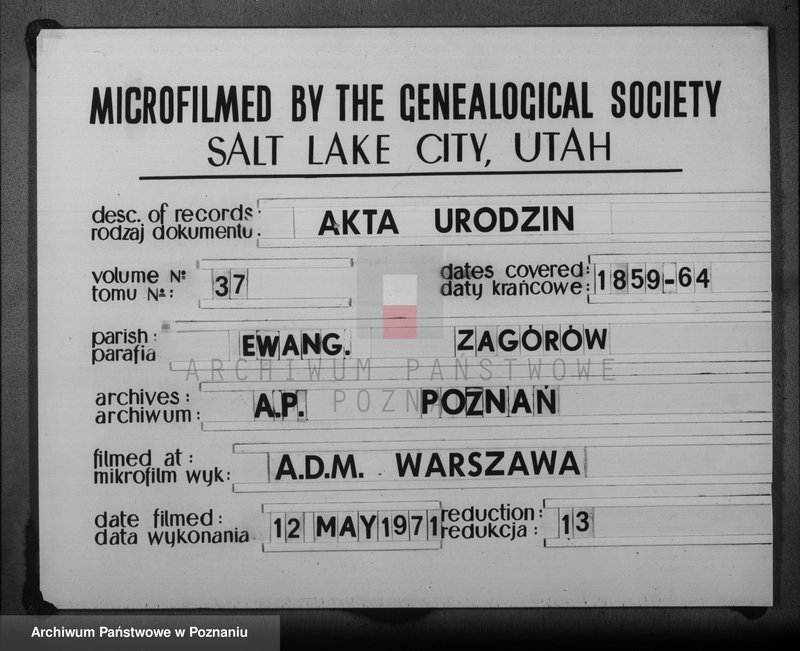 MICROFILMED BY THE GENEALOGICAL SOCIETY
SALT LAKE CITY, UTAH
desc. of records: AKTA URODZIN
rodzaj dokumentu:
volume № 37
tomu №:
dates covered: 1859-64
daty krańcowe:
parish: EWANG. ZAGÓRÓW
parafia
ARCHIWUM PAŃSTWOWE
archives: A.P. POZNAŃ
archiwum:
POZN
filmed at: A.D.M. WARSZAWA
mikrofilm wyk:
date filmed: 12 MAY 1971
data wykonania
reduction: 13
redukcja:
Archiwum Państwowe w Poznaniu